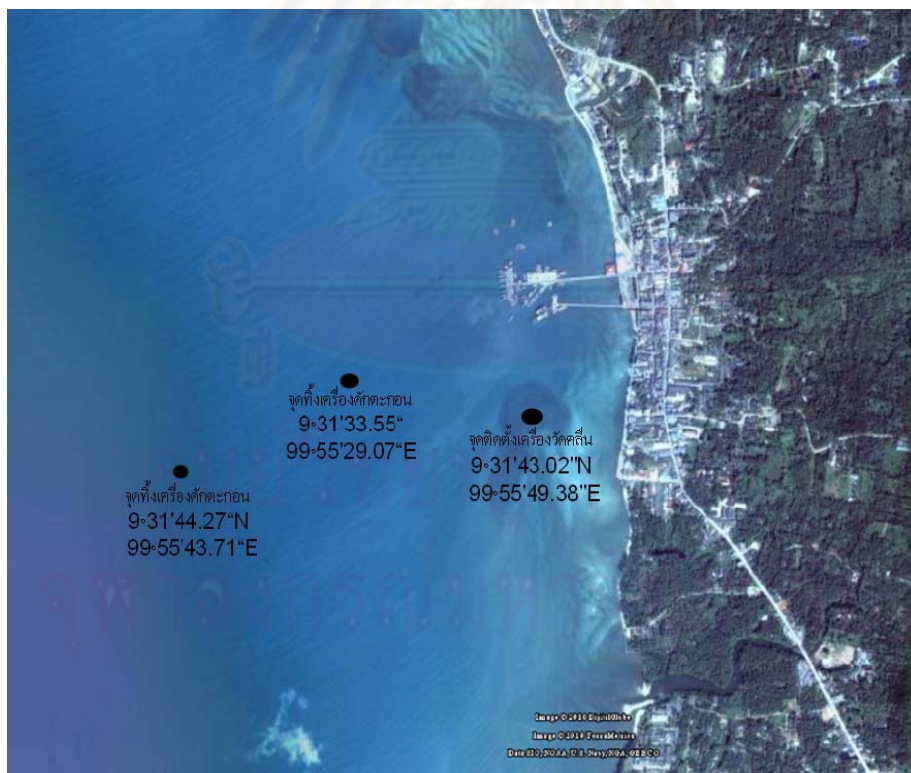 จุดทิ้งเครื่องดักตะกอน
9°31'33.55"
99°55'29.07"E
จุดติดตั้งเครื่องวัดคลื่น
9°31'43.02"N
99°55'49.38"E
จุดทิ้งเครื่องดักตะกอน
9°31'44.27"N
99°55'43.71"E
Image © 2010 DigitalGlobe
Image © 2010 TerraMetrics
Data SIO, NOAA, U.S. Navy, NGA, GEBCO